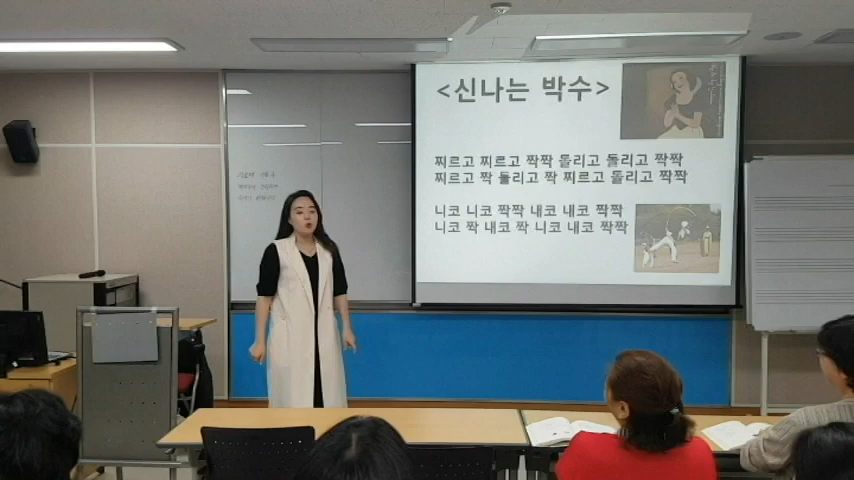 <신나는 박수>
찌르고 찌르고 짝짝 돌리고 돌리고 짝짝
찌르고 짝 돌리고 짝 찌르고 돌리고 짝짝
니코 니코 짝짝 내코 내코 짝짝
니코 짝 내코 짝 니코 내코 짝짝